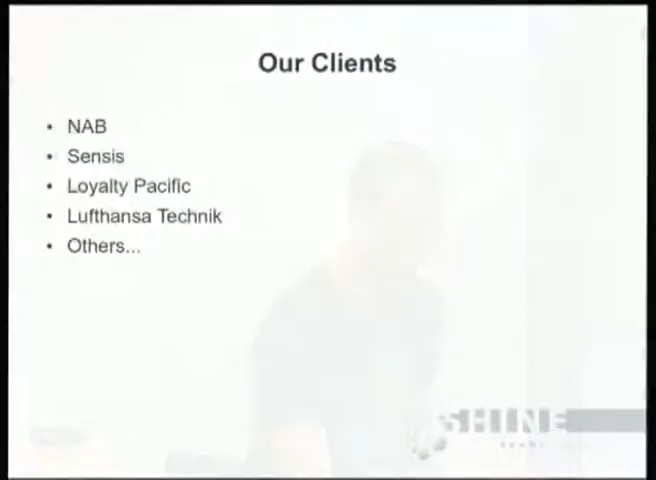 Our Clients
• NAB
• Sensis
• Loyalty Pacific
• Lufthansa Technik
• Others...
SHINE